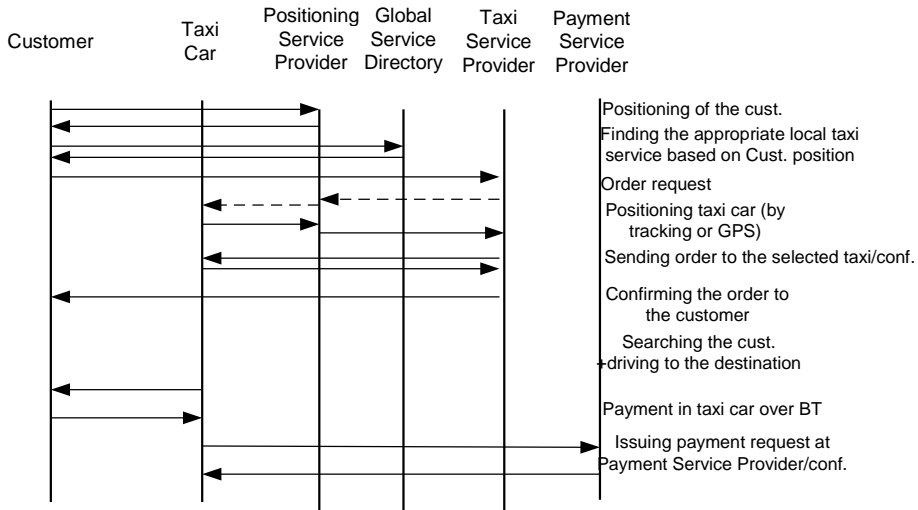 Customer
Taxi
Car
Positioning
Service
Provider
Global
Service
Directory
Taxi
Service
Provider
Payment
Service
Provider
Positioning of the cust.
Finding the appropriate local taxi
service based on Cust. position
Order request
Positioning taxi car (by
tracking or GPS)
Sending order to the selected taxi/conf.
Confirming the order to
the customer
Searching the cust.
+driving to the destination
Payment in taxi car over BT
Issuing payment request at
Payment Service Provider/conf.